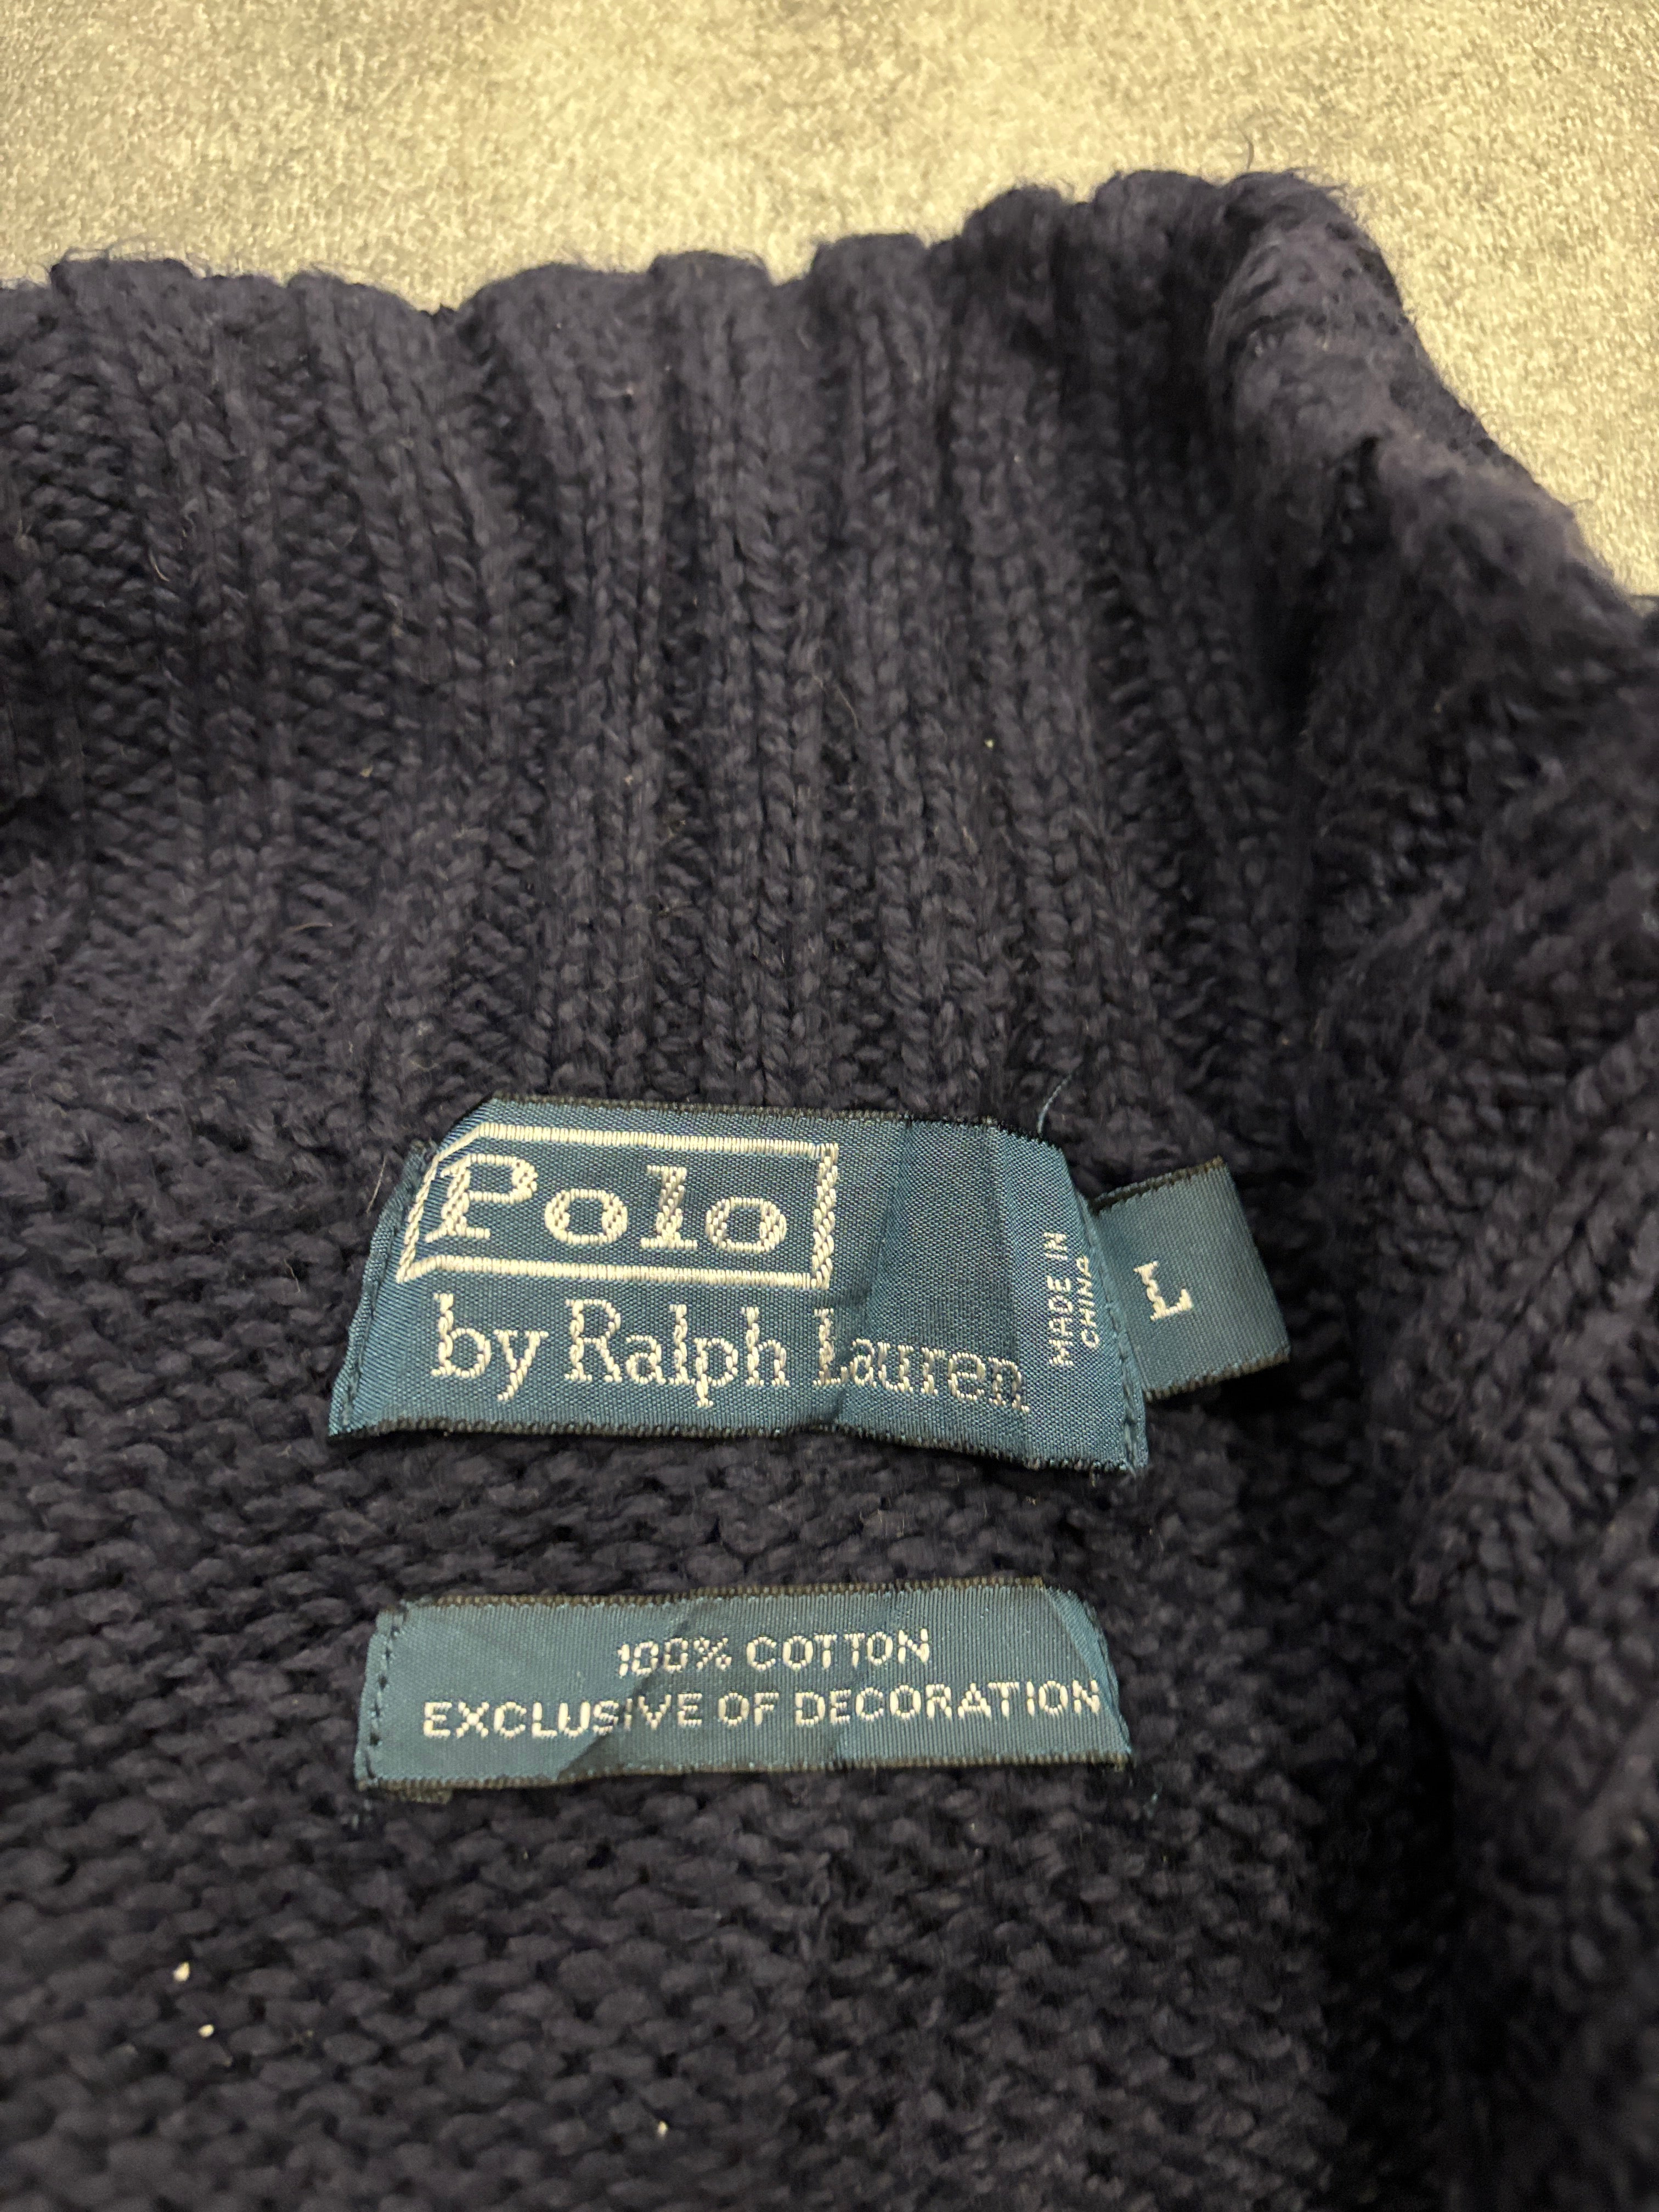 Polo
by Ralph Lauren
MADE IN
CHINA
L
100% COTTON
EXCLUSIVE OF DECORATION